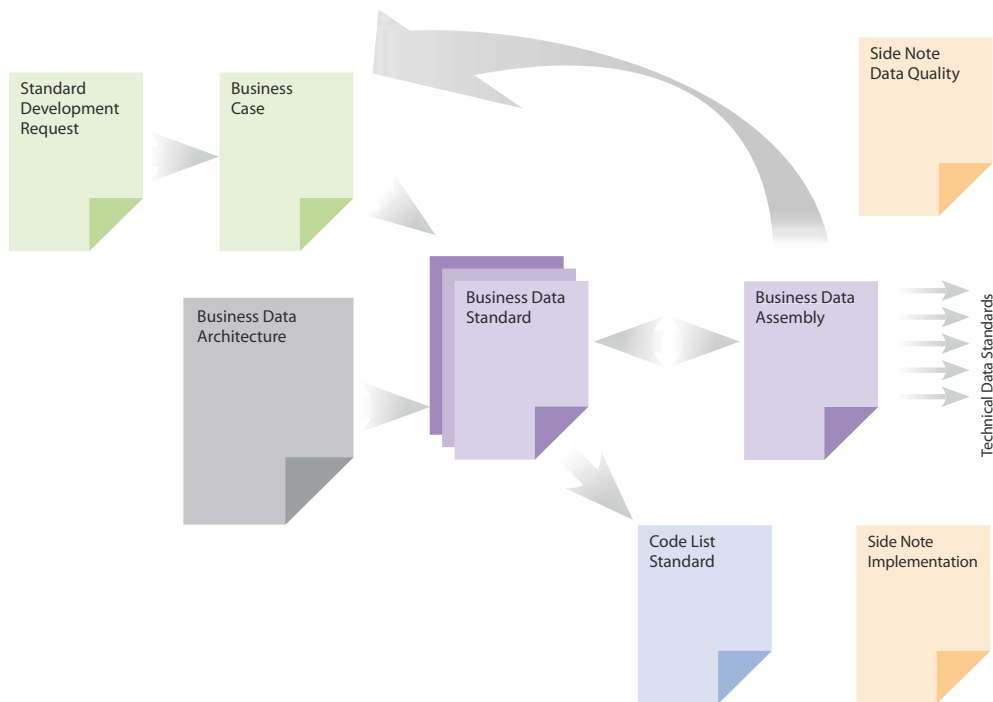 Standard
Development
Request
Business
Case
Side Note
Data Quality
Business Data
Architecture
Business Data
Standard
Business Data
Assembly
Technical Data Standards
Code List
Standard
Side Note
Implementation